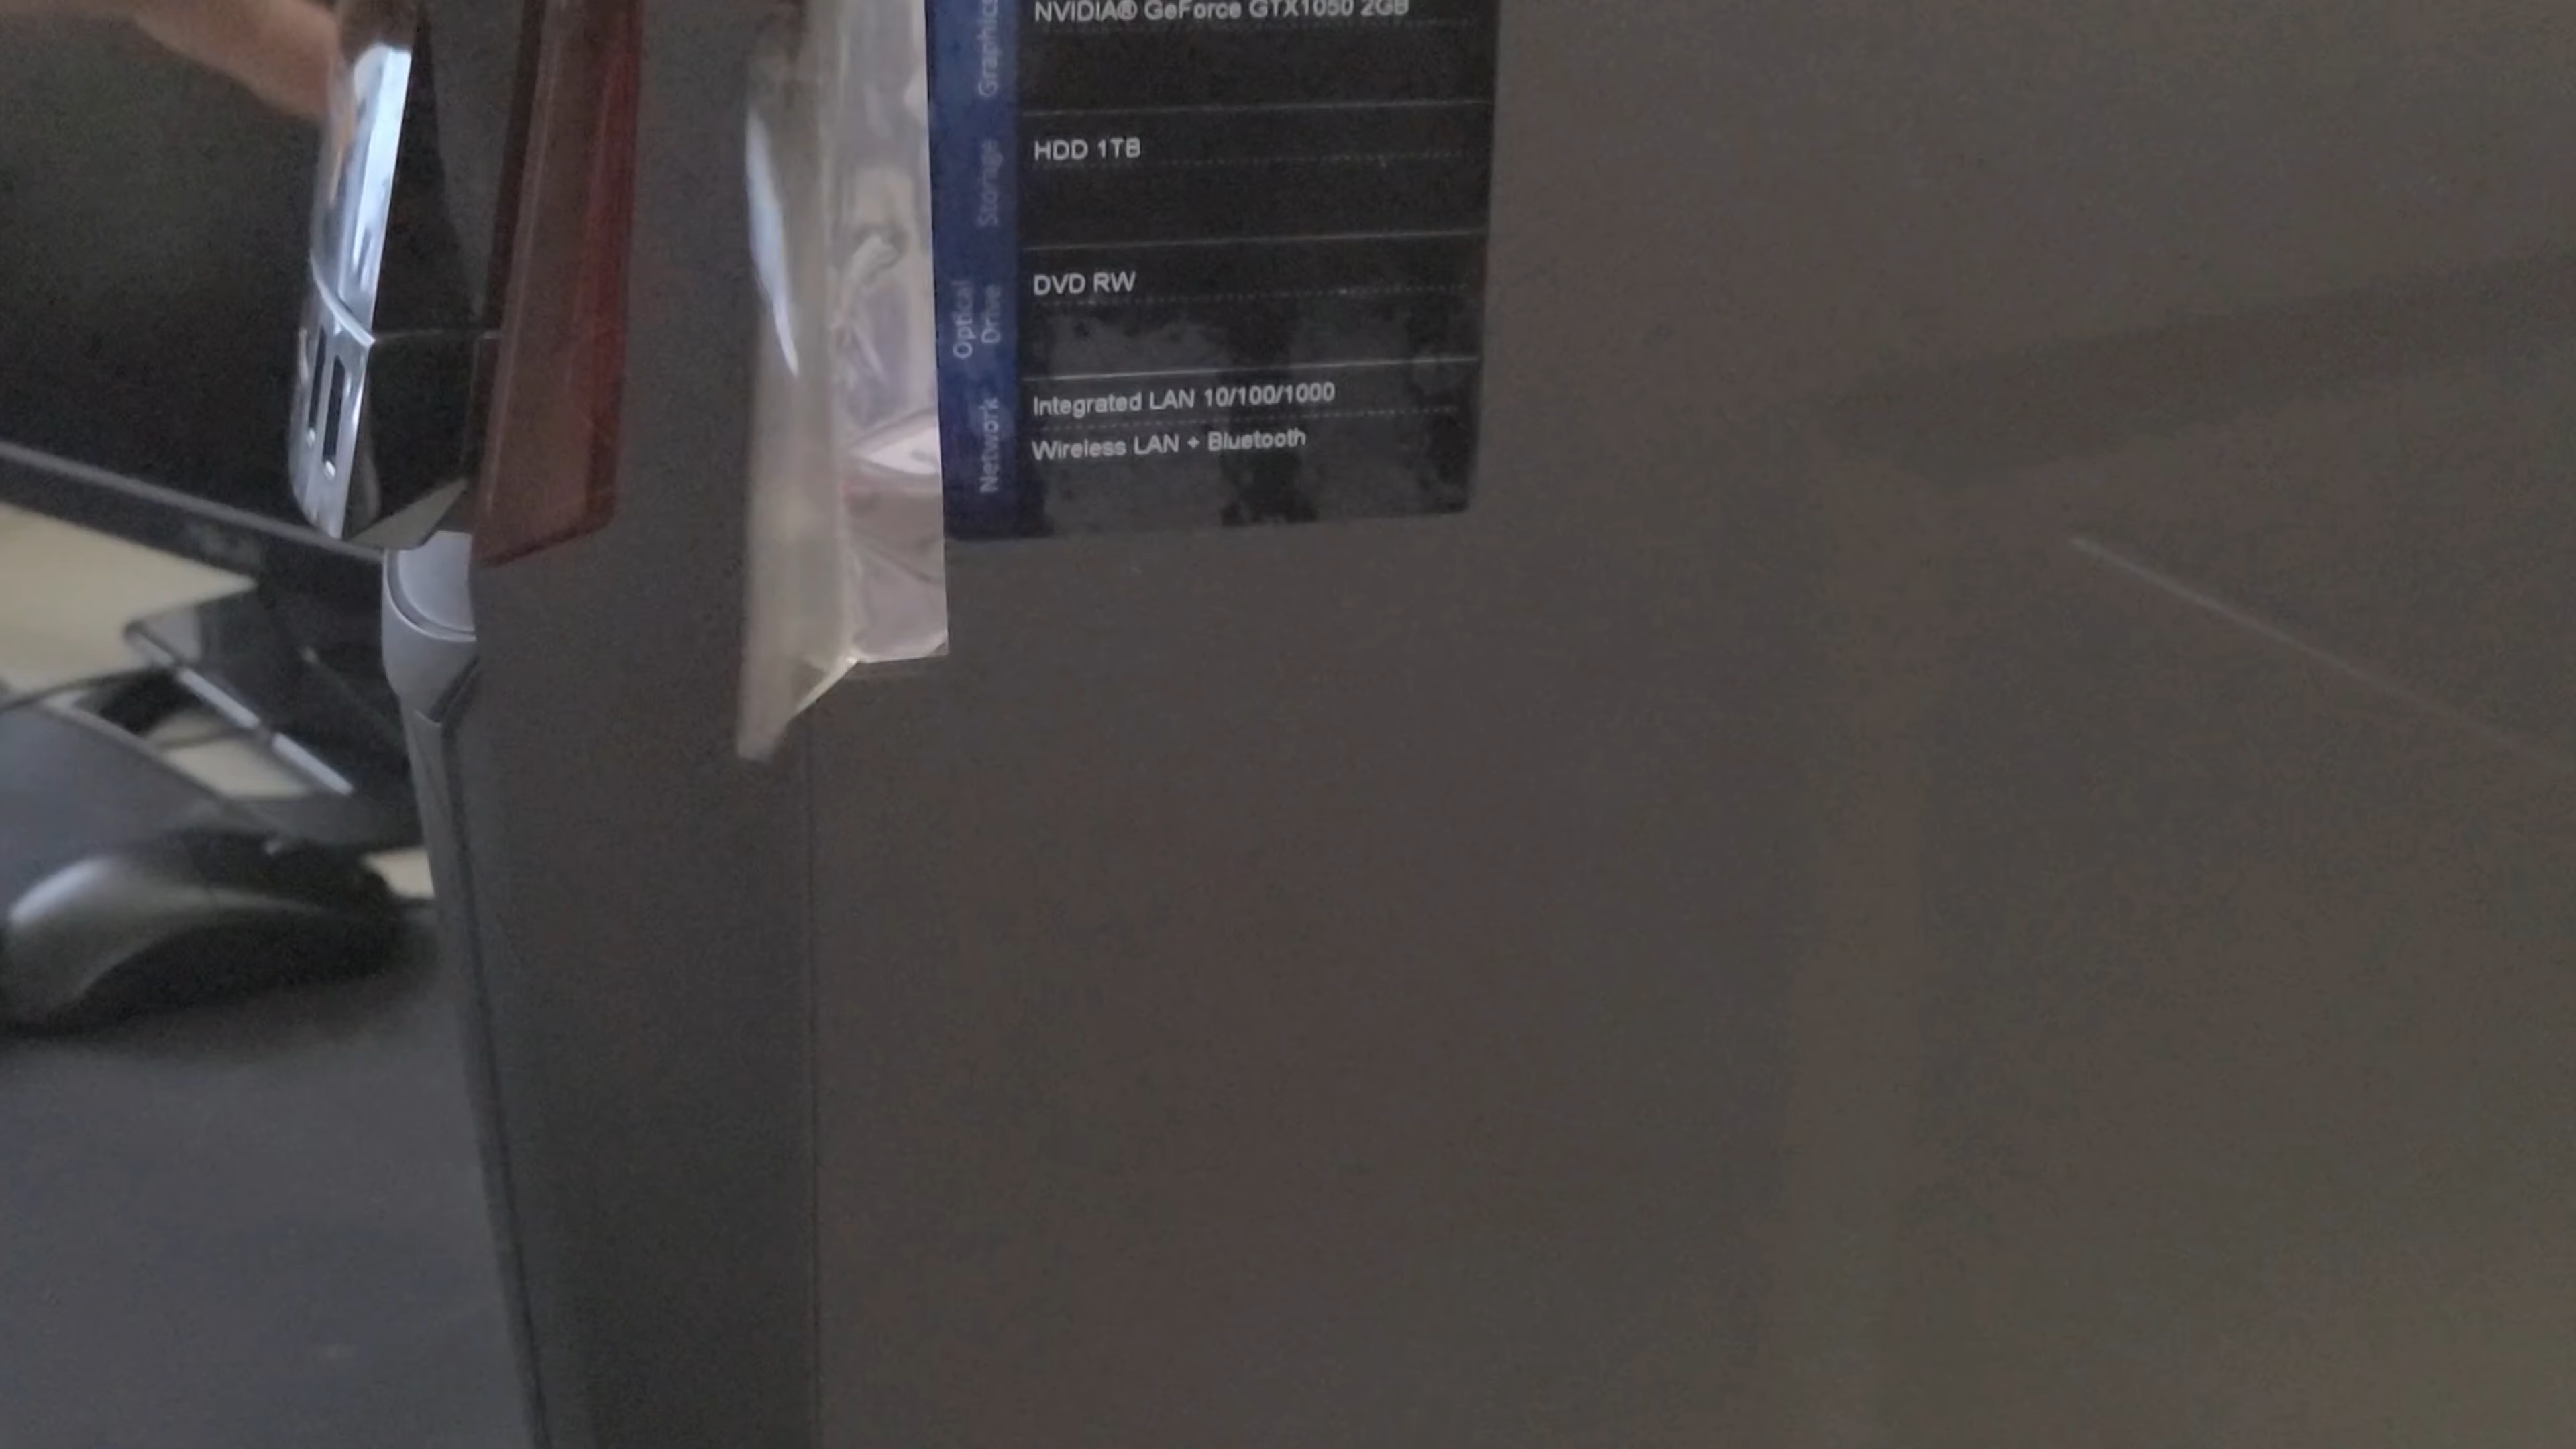 Graphics
NVIDIA® GeForce GTX1050 2GB
Storage
HDD 1TB
Optical
Drive
DVD RW
Network
Integrated LAN 10/100/1000
Wireless LAN + Bluetooth